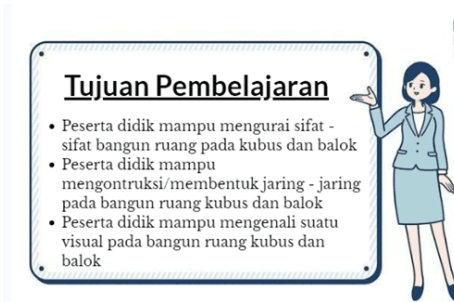 Tujuan Pembelajaran
• Peserta didik mampu mengurai sifat -
sifat bangun ruang pada kubus dan balok
• Peserta didik mampu
mengontruksi/membentuk jaring - jaring
pada bangun ruang kubus dan balok
• Peserta didik mampu mengenali suatu
visual pada bangun ruang kubus dan
balok